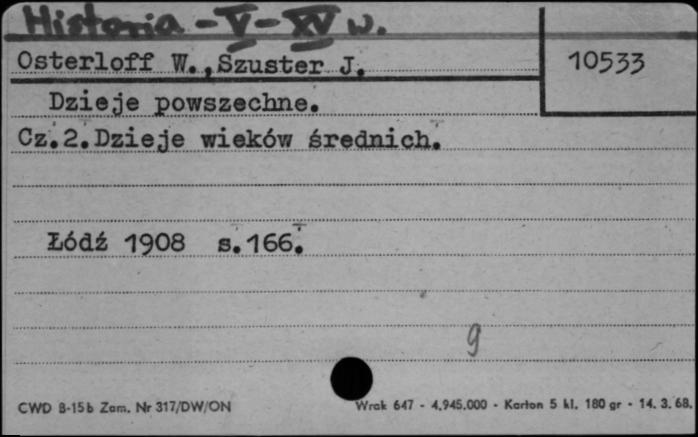 Historia - V - XV w.
Osterloff W., Szuster J.
10533
Dzieje powszechne.
Cz.2. Dzieje wieków średnich.
Łódź 1908 s.166.
9
CWD B-15b Zam. Nr 317/DW/ON
Wrak 647 - 4.945.000 - Karton 5 kl. 180 gr - 14. 3. 68.